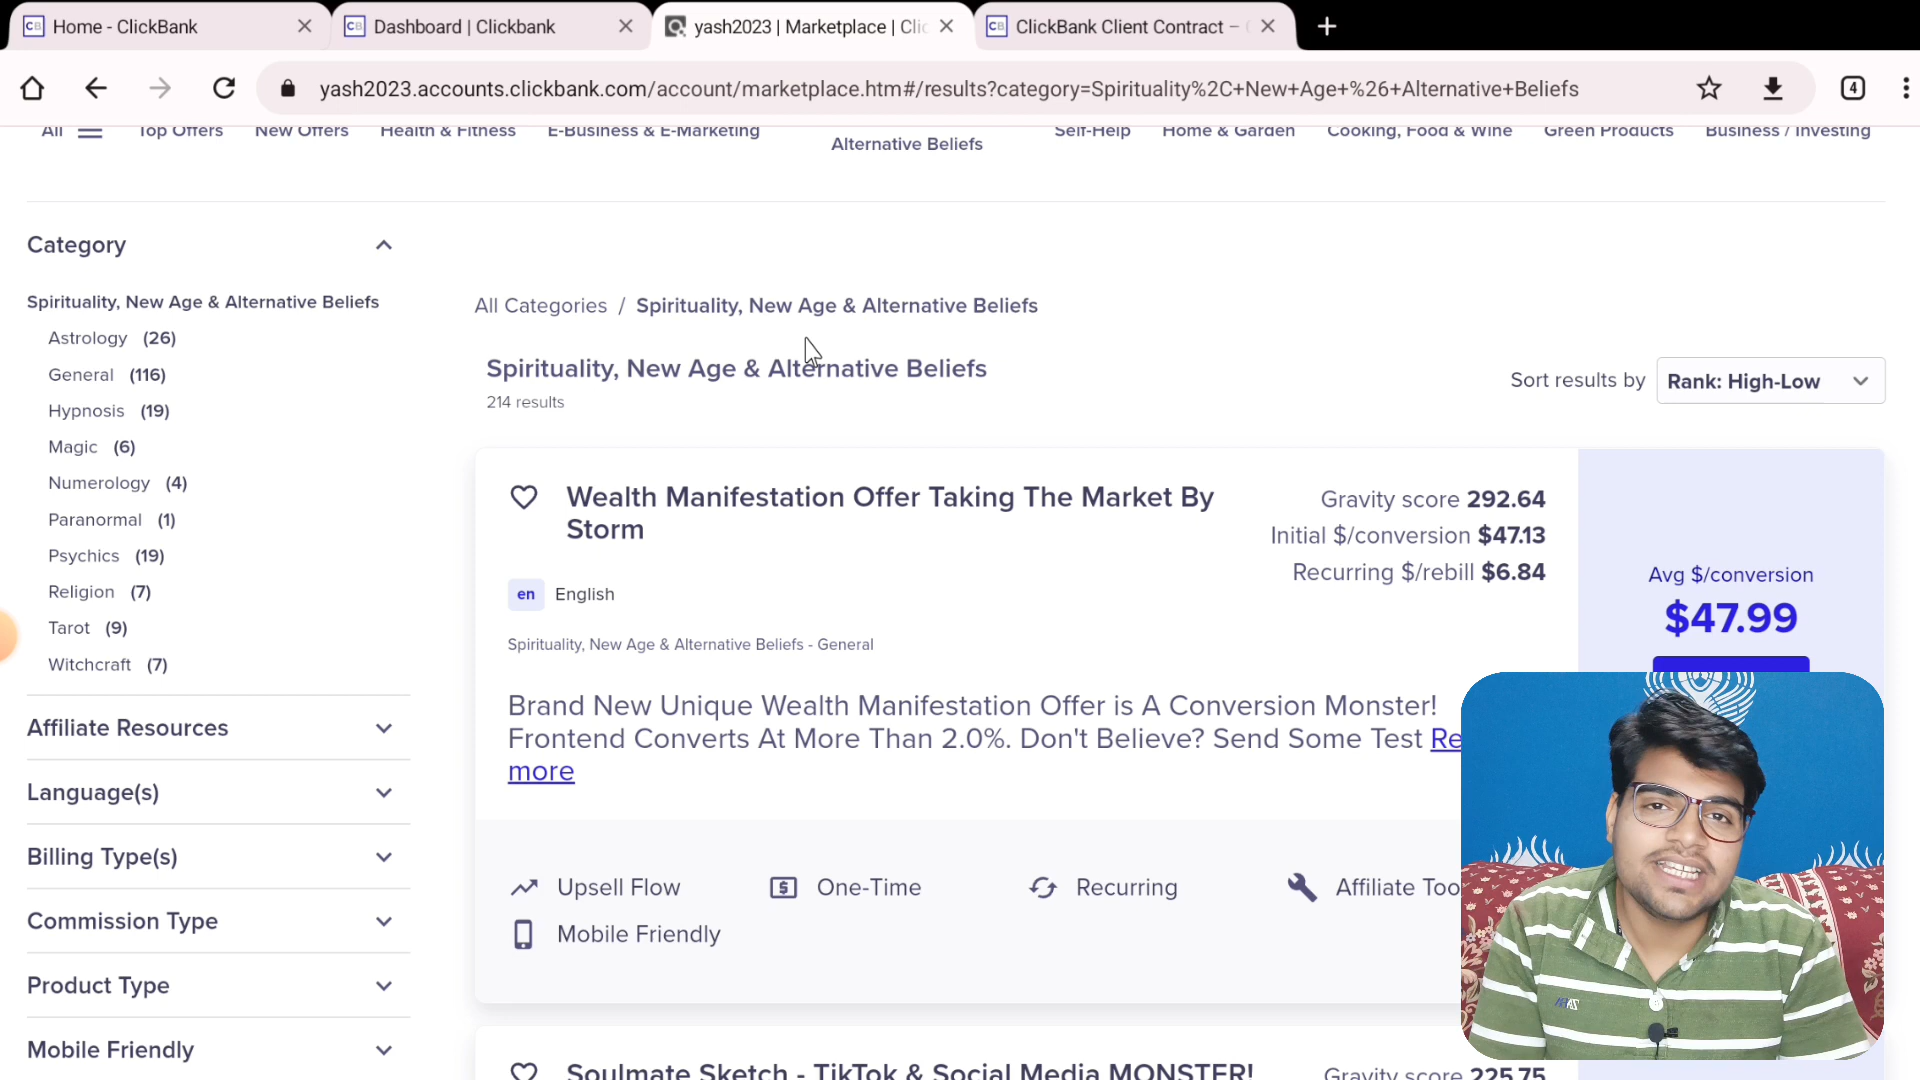 Home - ClickBank
Dashboard | Clickbank
yash2023 | Marketplace | Clic
ClickBank Client Contract –
yash2023.accounts.clickbank.com/account/marketplace.htm#/results?category=Spirituality%2C+New+Age+%26+Alternative+Beliefs
4
All
Top Offers
New Offers
Health & Fitness
E-Business & E-Marketing
Alternative Beliefs
Self-Help
Home & Garden
Cooking, Food & Wine
Green Products
Business / Investing
Category
Spirituality, New Age & Alternative Beliefs
Astrology (26)
General (116)
Hypnosis (19)
Magic (6)
Numerology (4)
Paranormal (1)
Psychics (19)
Religion (7)
Tarot (9)
Witchcraft (7)
Affiliate Resources
Language(s)
Billing Type(s)
Commission Type
Product Type
Mobile Friendly
All Categories / Spirituality, New Age & Alternative Beliefs
Spirituality, New Age & Alternative Beliefs
214 results
Sort results by Rank: High-Low
Wealth Manifestation Offer Taking The Market By
Storm
Gravity score 292.64
Initial $/conversion $47.13
Recurring $/rebill $6.84
en English
Spirituality, New Age & Alternative Beliefs - General
Brand New Unique Wealth Manifestation Offer is A Conversion Monster!
Frontend Converts At More Than 2.0%. Don't Believe? Send Some Test Re
more
Avg $/conversion
$47.99
Upsell Flow
One-Time
Recurring
Affiliate Too
Mobile Friendly
Soulmate Sketch - TikTok & Social Media MONSTER!
Gravity score 225.75